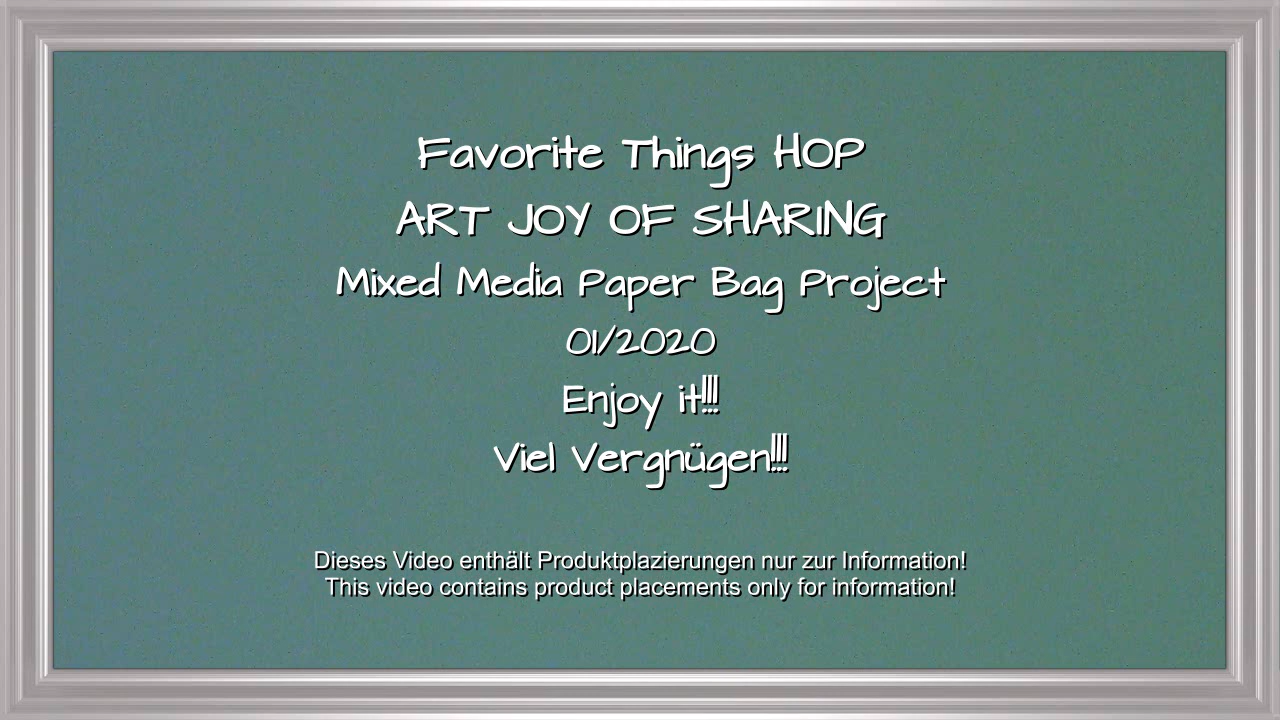 Favorite Things HOP
ART JOY OF SHARING
Mixed Media Paper Bag Project
01/2020
Enjoy it!!!
Viel Vergnügen!!!
Dieses Video enthält Produktplazierungen nur zur Information!
This video contains product placements only for information!